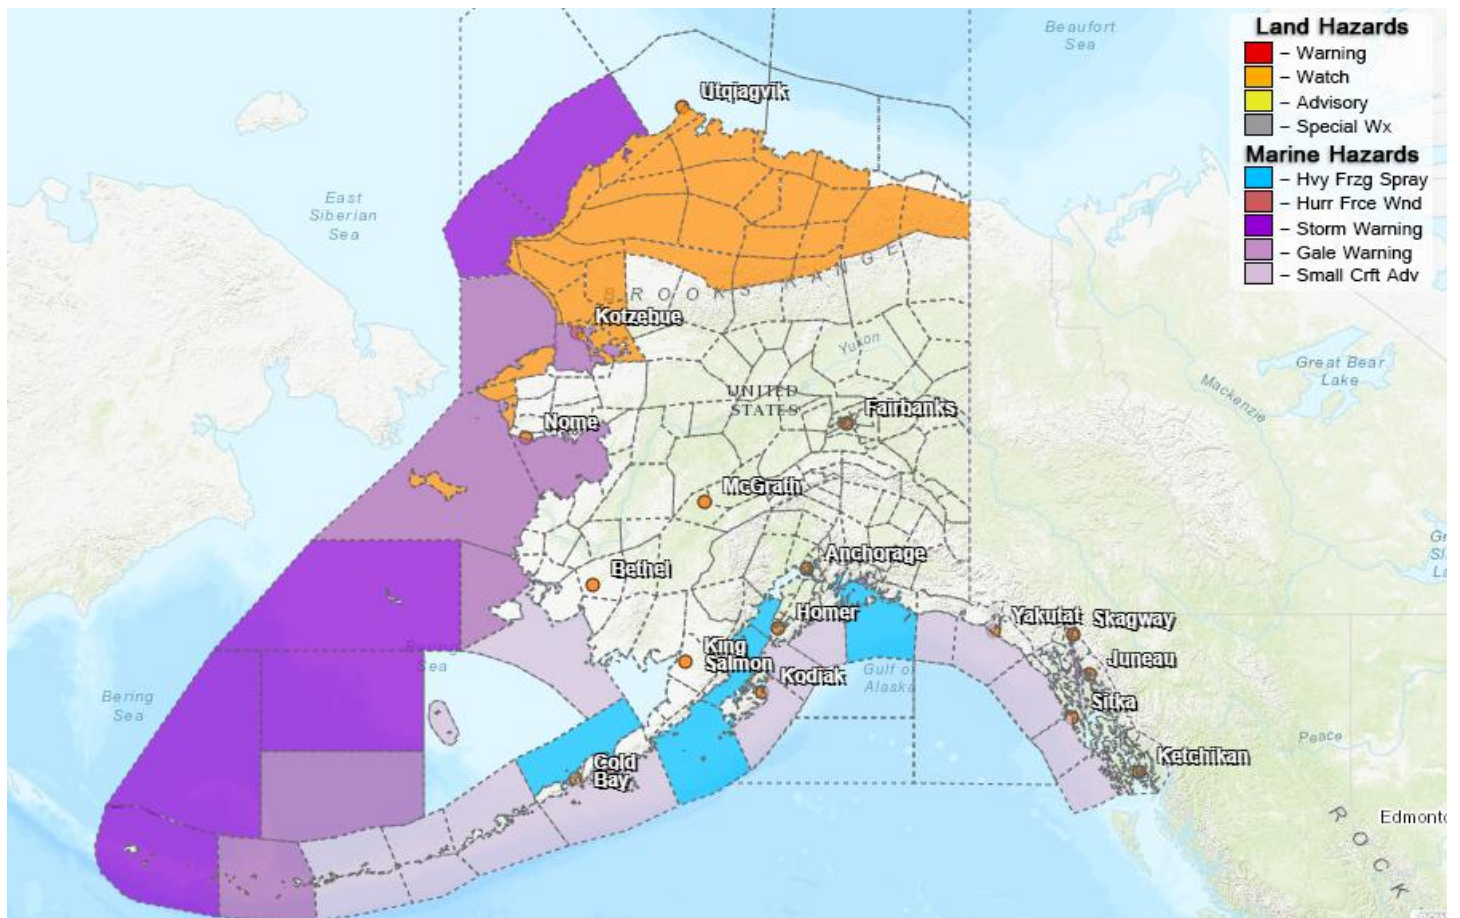 Beaufort
Sea
Land Hazards
– Warning
– Watch
– Advisory
– Special Wx
Marine Hazards
– Hvy Frzg Spray
– Hurr Frce Wnd
– Storm Warning
– Gale Warning
– Small Crft Adv
Utqiagvik
East
Siberian
Sea
BROOKS RANGE
Kotzebue
Yukon
Great Bear
Lake
Mackenzie
UNITED
STATES
Fairbanks
Nome
McGrath
Anchorage
Bethel
Homer
Yakutat
Skagway
King
Salmon
Juneau
Kodiak
Gulf of
Alaska
Sea
Bering
Sea
Sitka
Peace
Ketchikan
Cold
Bay
Edmonto
ROCK